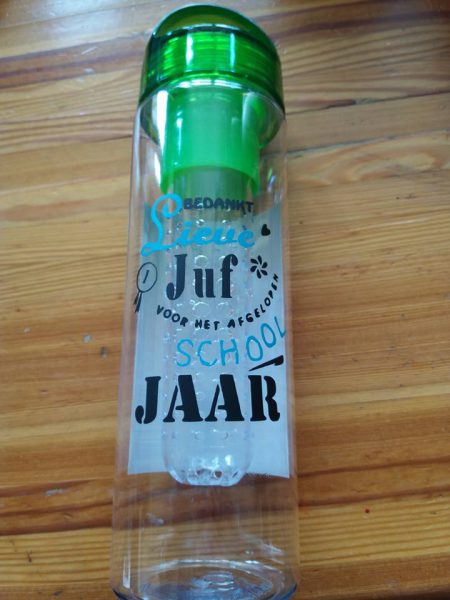 BEDANKT
Lieve
Juf
VOOR HET AFGELOPEN
SCHOOL
JAAR